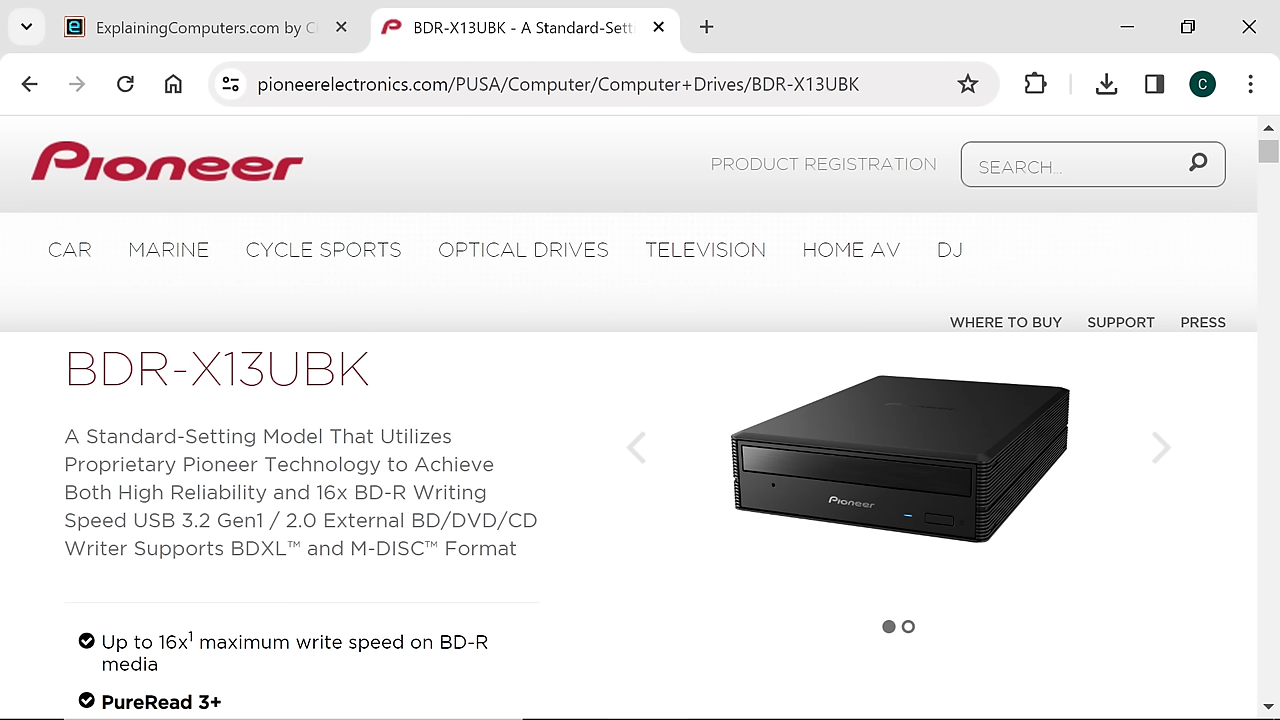 ExplainingComputers.com by C
BDR-X13UBK - A Standard-Sett
pioneerelectronics.com/PUSA/Computer/Computer+Drives/BDR-X13UBK
C
Pioneer
PRODUCT REGISTRATION
SEARCH...
CAR MARINE CYCLE SPORTS OPTICAL DRIVES TELEVISION HOME AV DJ
WHERE TO BUY SUPPORT PRESS
BDR-X13UBK
A Standard-Setting Model That Utilizes
Proprietary Pioneer Technology to Achieve
Both High Reliability and 16x BD-R Writing
Speed USB 3.2 Gen1 / 2.0 External BD/DVD/CD
Writer Supports BDXL™ and M-DISC™ Format
Pioneer
Up to 16x¹ maximum write speed on BD-R
media
PureRead 3+